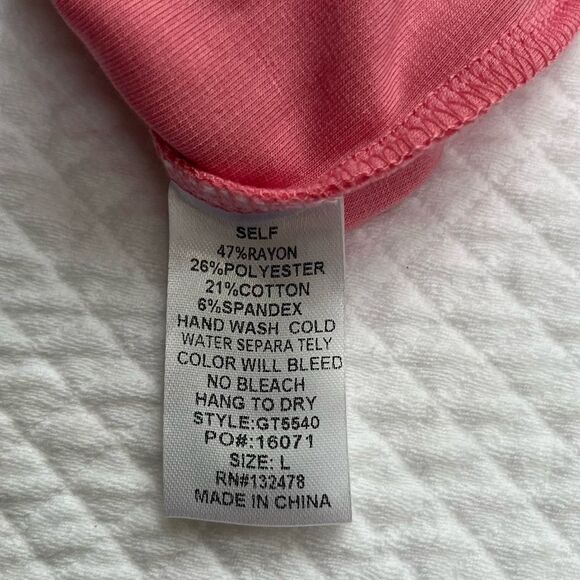 SELF
47%RAYON
26%POLYESTER
21%COTTON
6%SPANDEX
HAND WASH COLD
WATER SEPARA TELY
COLOR WILL BLEED
NO BLEACH
HANG TO DRY
STYLE:GT5540
PO#:16071
SIZE: L
RN#132478
MADE IN CHINA